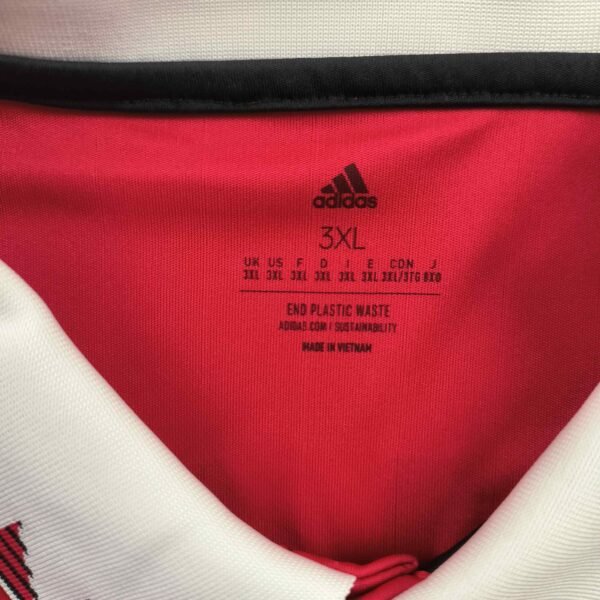 adidas
3XL
UK US F D I E CDN J
3XL 3XL 3XL 3XL 3XL 3XL 3XL/3TG 8XO
END PLASTIC WASTE
ADIDAS.COM / SUSTAINABILITY
MADE IN VIETNAM